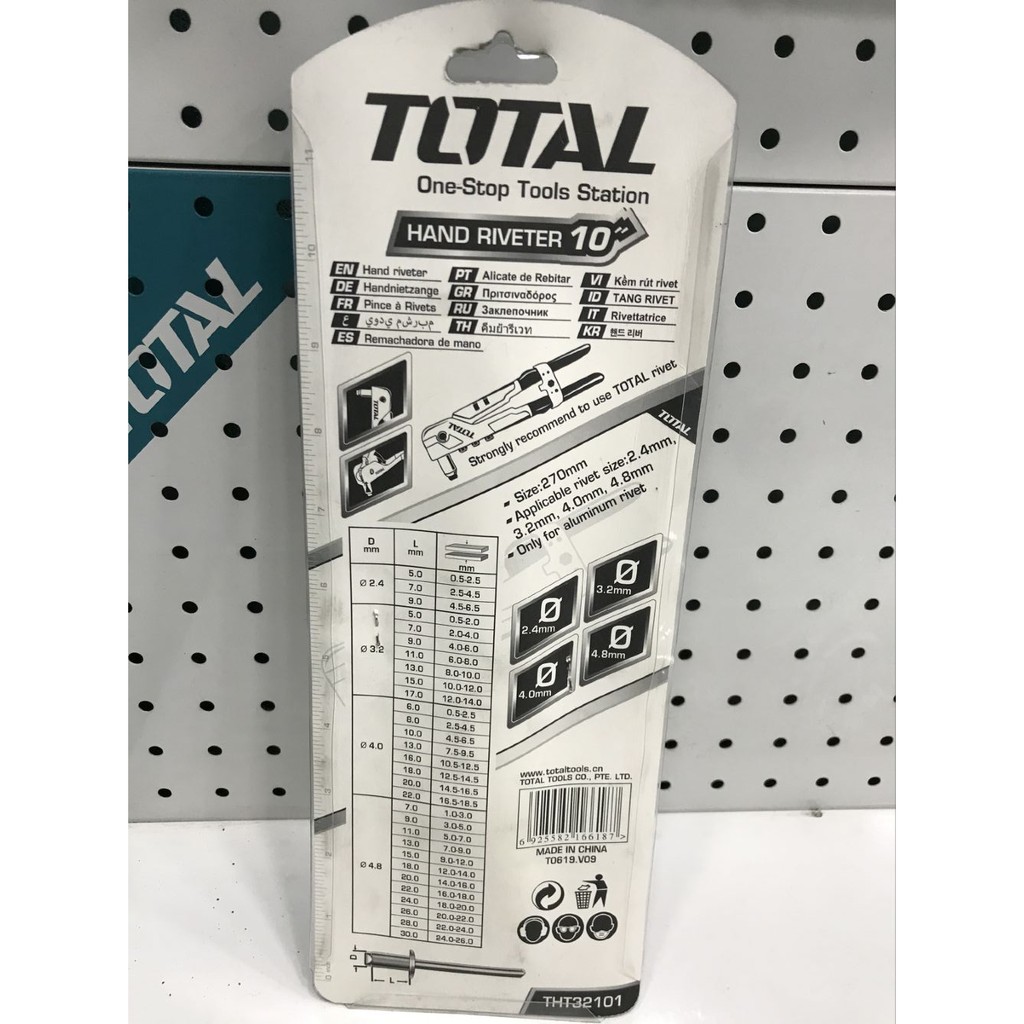 TOTAL
One-Stop Tools Station
HAND RIVETER 10"
EN Hand riveter
DE Handnietzange
FR Pince à Rivets
ع يودي مشربم
ES Remachadora de mano
PT Alicate de Rebitar
GR Πριτσιναδόρος
RU Заклепочник
TH คีมย้ำรีเวท
VI Kềm rút rivet
ID TANG RIVET
IT Rivettatrice
KR 핸드 리버
TOTAL
TOTAL
Strongly recommend to use TOTAL rivet
TOTAL
- Size:270mm
- Applicable rivet size:2.4mm,
3.2mm, 4.0mm, 4.8mm
- Only for aluminum rivet
D mm L mm mm
Ø 2.4
5.0 0.5-2.5
7.0 2.5-4.5
9.0 4.5-6.5
Ø 3.2
5.0 0.5-2.0
7.0 2.0-4.0
9.0 4.0-6.0
11.0 6.0-8.0
13.0 8.0-10.0
15.0 10.0-12.0
17.0 12.0-14.0
Ø 4.0
6.0 0.5-2.5
8.0 2.5-4.5
10.0 4.5-6.5
13.0 7.5-9.5
16.0 10.5-12.5
18.0 12.5-14.5
20.0 14.5-16.5
22.0 16.5-18.5
Ø 4.8
7.0 1.0-3.0
9.0 3.0-5.0
11.0 5.0-7.0
13.0 7.0-9.0
15.0 9.0-12.0
18.0 12.0-14.0
20.0 14.0-16.0
22.0 16.0-18.0
24.0 18.0-20.0
26.0 20.0-22.0
28.0 22.0-24.0
30.0 24.0-26.0
Ø 3.2mm
Ø 2.4mm
Ø 4.8mm
Ø 4.0mm
www.totaltools.cn
TOTAL TOOLS CO., PTE. LTD.
6 925582 166187 >
MADE IN CHINA
T0619.V09
D
L
THT32101
TOTAL